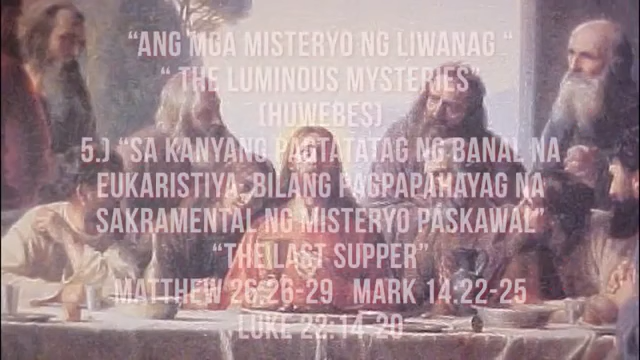 “ANG MGA MISTERYO NG LIWANAG “
“ THE LUMINOUS MYSTERIES”
(HUWEBES)
5.) “SA KANYANG PAGTATATAG NG BANAL NA
EUKARISTIYA, BILANG PAGPAPAHAYAG NA
SAKRAMENTAL NG MISTERYO PASKAWAL”
“THE LAST SUPPER”
MATTHEW 26:26-29 MARK 14:22-25
LUKE 22:14-20